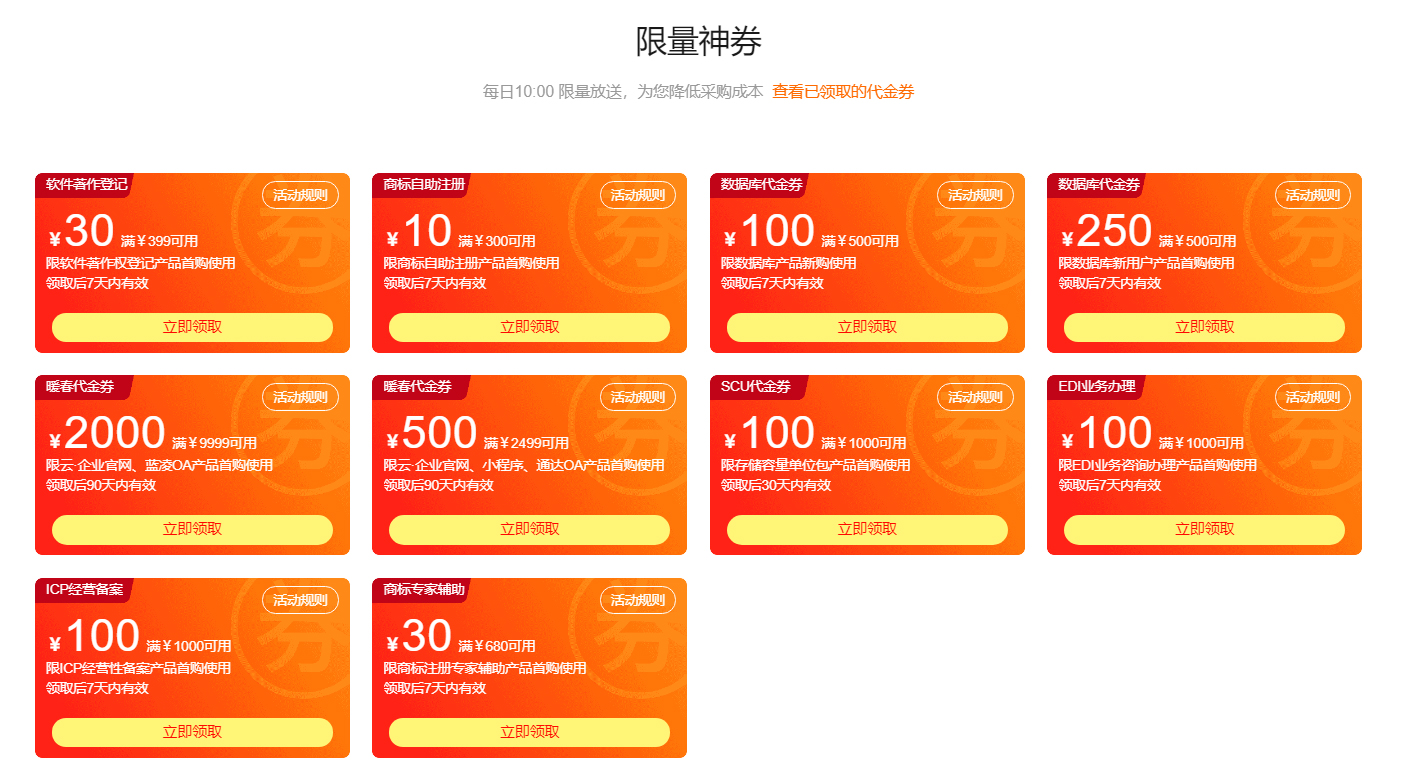 限量神券
每日10:00 限量放送，为您降低采购成本 查看已领取的代金券
软件著作登记
活动规则
¥30 满¥399可用
限软件著作权登记产品首购使用
领取后7天内有效
立即领取
商标自助注册
活动规则
¥10 满¥300可用
限商标自助注册产品首购使用
领取后7天内有效
立即领取
数据库代金券
活动规则
¥100 满¥500可用
限数据库产品新购使用
领取后7天内有效
立即领取
数据库代金券
活动规则
¥250 满¥500可用
限数据库新用户产品首购使用
领取后7天内有效
立即领取
暖春代金券
活动规则
¥2000 满¥9999可用
限云·企业官网、蓝凌OA产品首购使用
领取后90天内有效
立即领取
暖春代金券
活动规则
¥500 满¥2499可用
限云·企业官网、小程序、通达OA产品首购使用
领取后90天内有效
立即领取
SCU代金券
活动规则
¥100 满¥1000可用
限存储容量单位包产品首购使用
领取后30天内有效
立即领取
EDI业务办理
活动规则
¥100 满¥1000可用
限EDI业务咨询办理产品首购使用
领取后7天内有效
立即领取
ICP经营备案
活动规则
¥100 满¥1000可用
限ICP经营性备案产品首购使用
领取后7天内有效
立即领取
商标专家辅助
活动规则
¥30 满¥680可用
限商标注册专家辅助产品首购使用
领取后7天内有效
立即领取